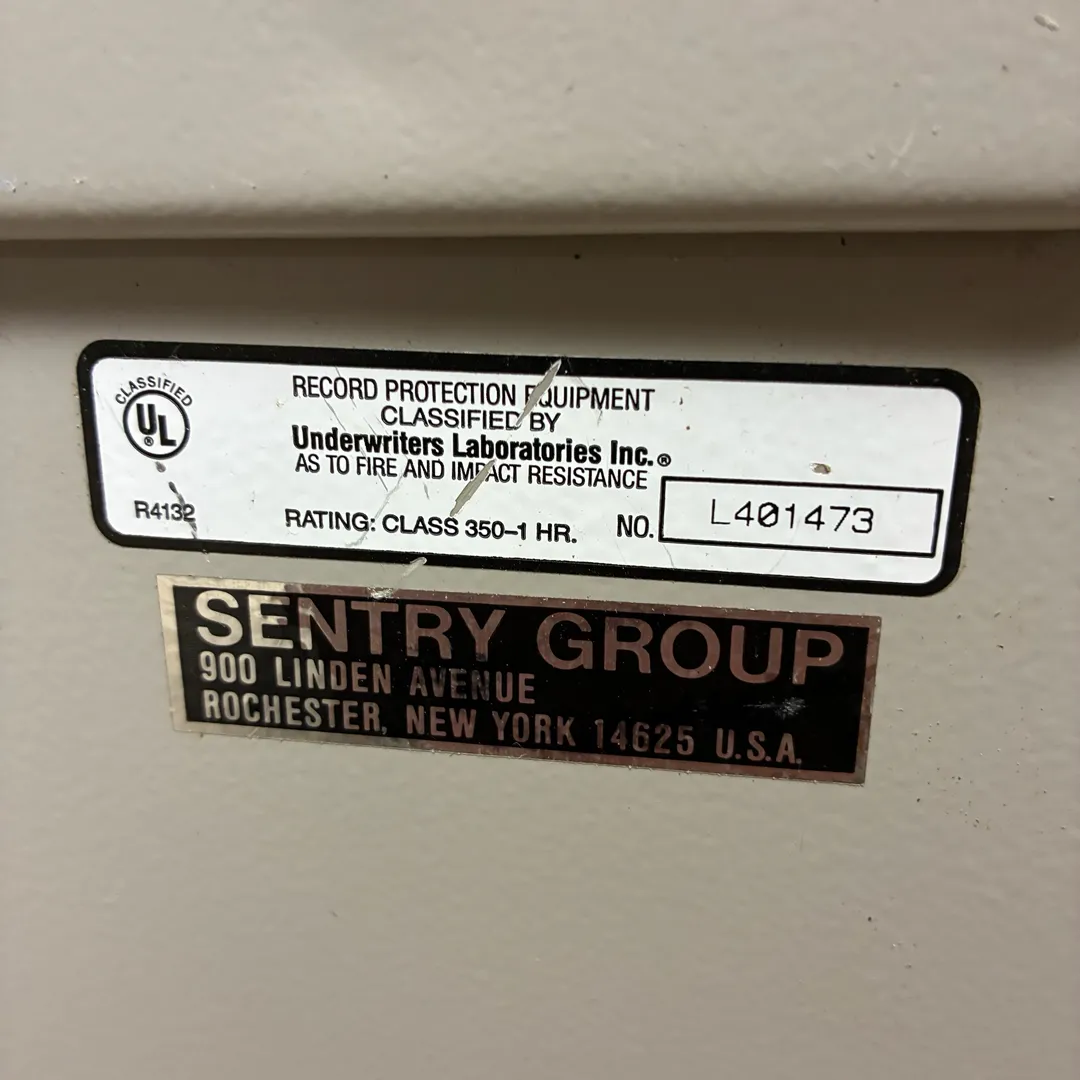 CLASSIFIED
UL®
R4132
RECORD PROTECTION EQUIPMENT
CLASSIFIED BY
Underwriters Laboratories Inc.®
AS TO FIRE AND IMPACT RESISTANCE
RATING: CLASS 350–1 HR. NO. L401473
SENTRY GROUP
900 LINDEN AVENUE
ROCHESTER, NEW YORK 14625 U.S.A.